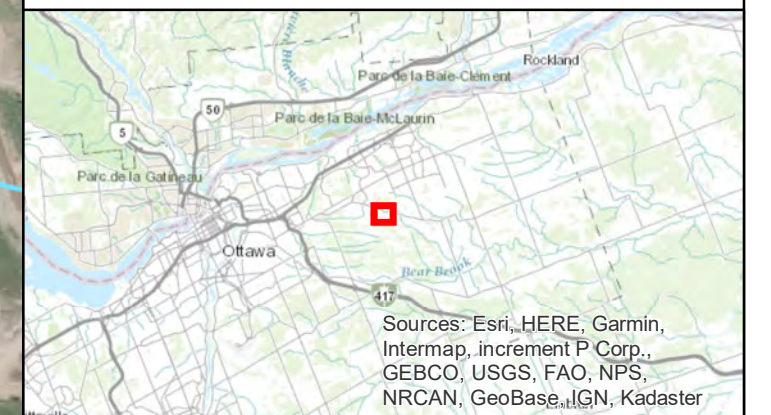 Rockland
Parc de la Baie-Clément
50
Parc de la Baie-McLaurin
5
Parc de la Gatineau
Ottawa
Bear Brook
417
Sources: Esri, HERE, Garmin,
Intermap, increment P Corp.,
GEBCO, USGS, FAO, NPS,
NRCAN, GeoBase, IGN, Kadaster